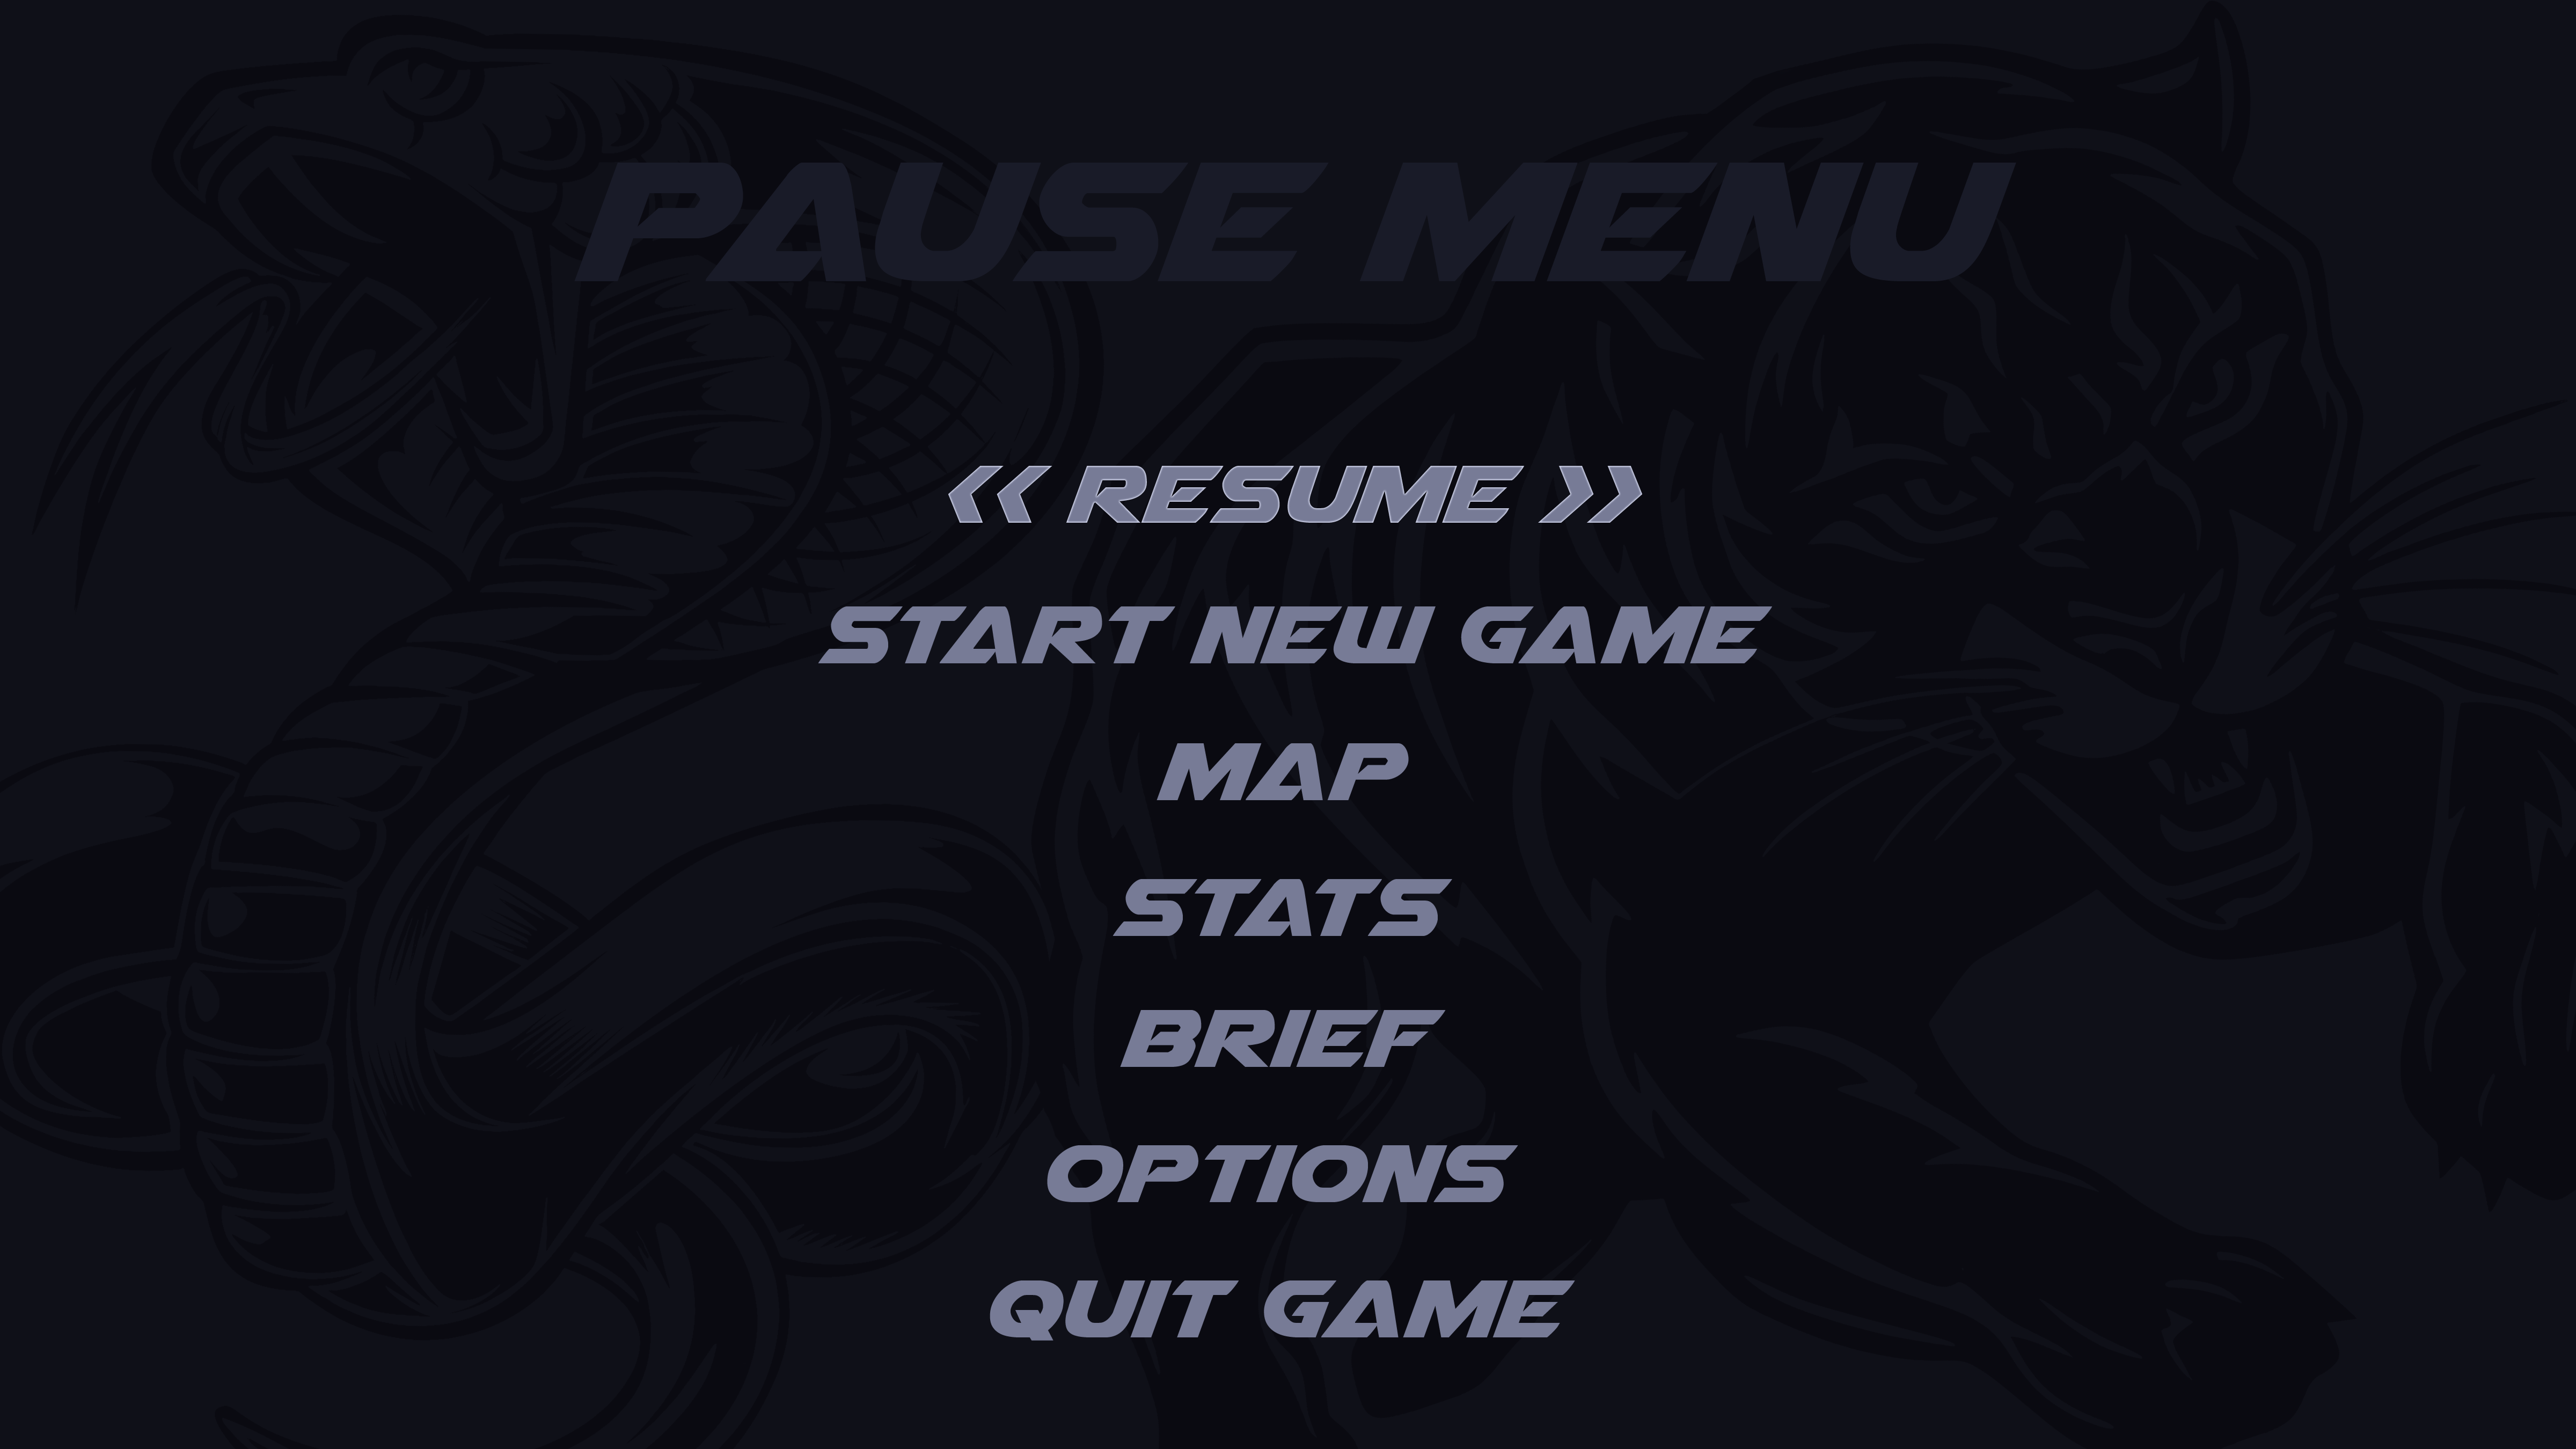 PAUSE MENU
<< RESUME >>
START NEW GAME
MAP
STATS
BRIEF
OPTIONS
QUIT GAME